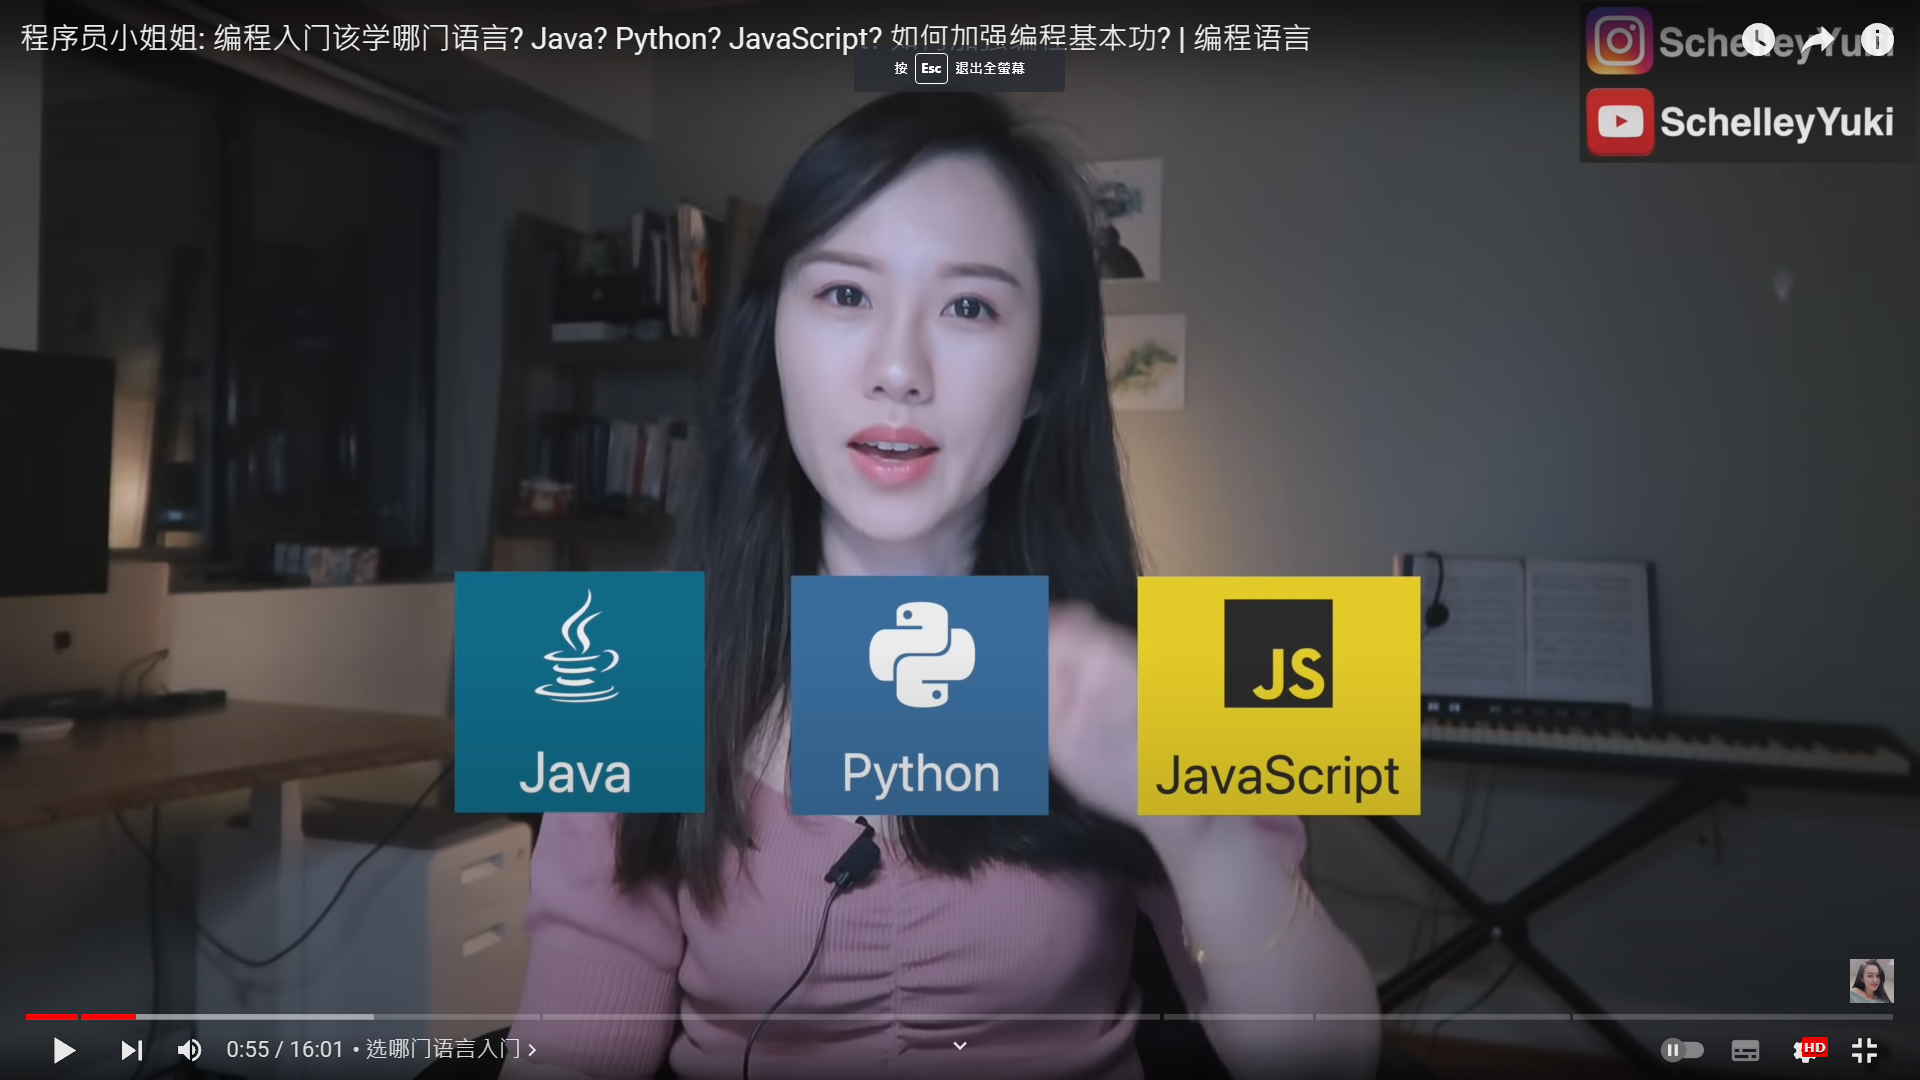 程序员小姐姐: 编程入门该学哪门语言? Java? Python? JavaScript? 如何加强编程基本功? | 编程语言
按 Esc 退出全螢幕
SchelleyYuki
SchelleyYuki
Java
Python
JS
JavaScript
0:55 / 16:01 • 选哪门语言入门
HD